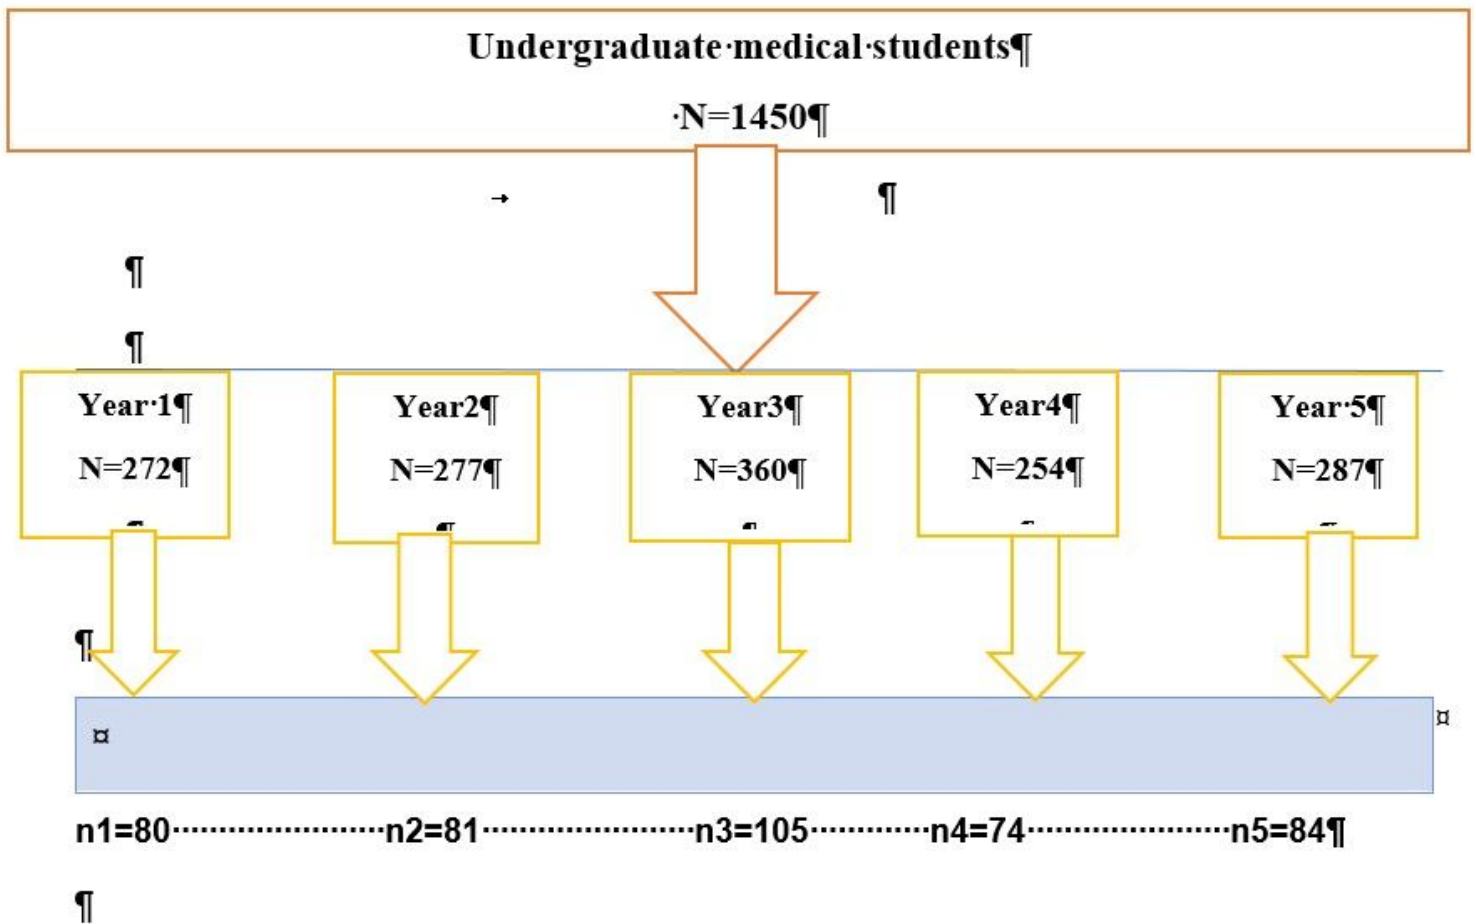 Undergraduate·medical·students¶
·N=1450¶
→ ¶
¶
¶
Year·1¶ Year2¶ Year3¶ Year4¶ Year·5¶
N=272¶ N=277¶ N=360¶ N=254¶ N=287¶
¶
¤ ¤
n1=80·······················n2=81·······················n3=105·············n4=74······················n5=84¶
¶